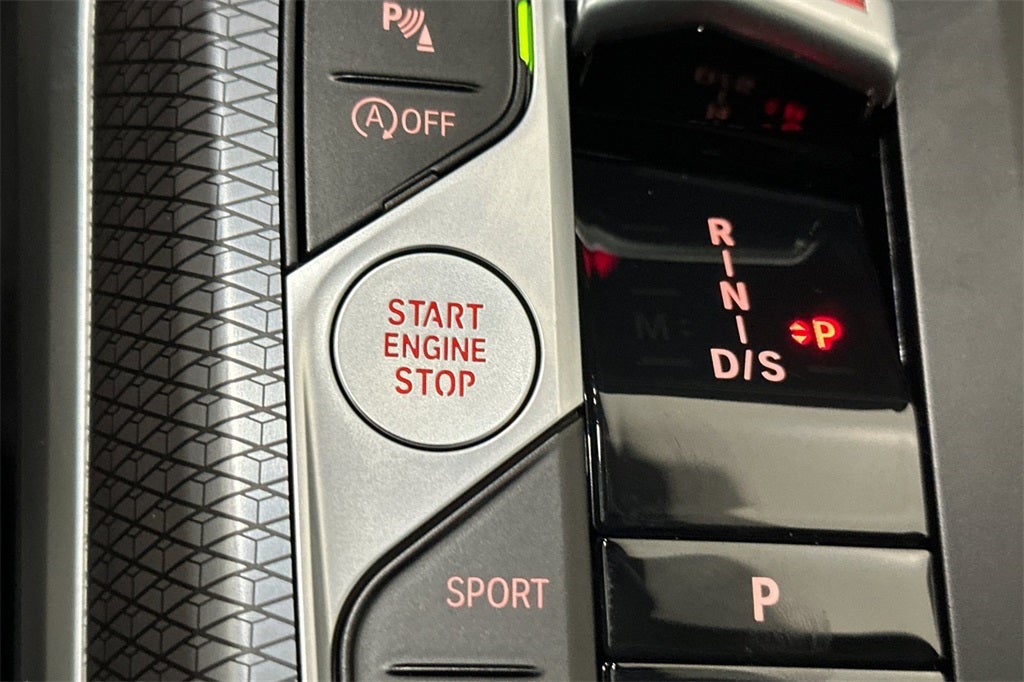 P
A OFF
START
ENGINE
STOP
R
N
D/S
P
M
SPORT
P